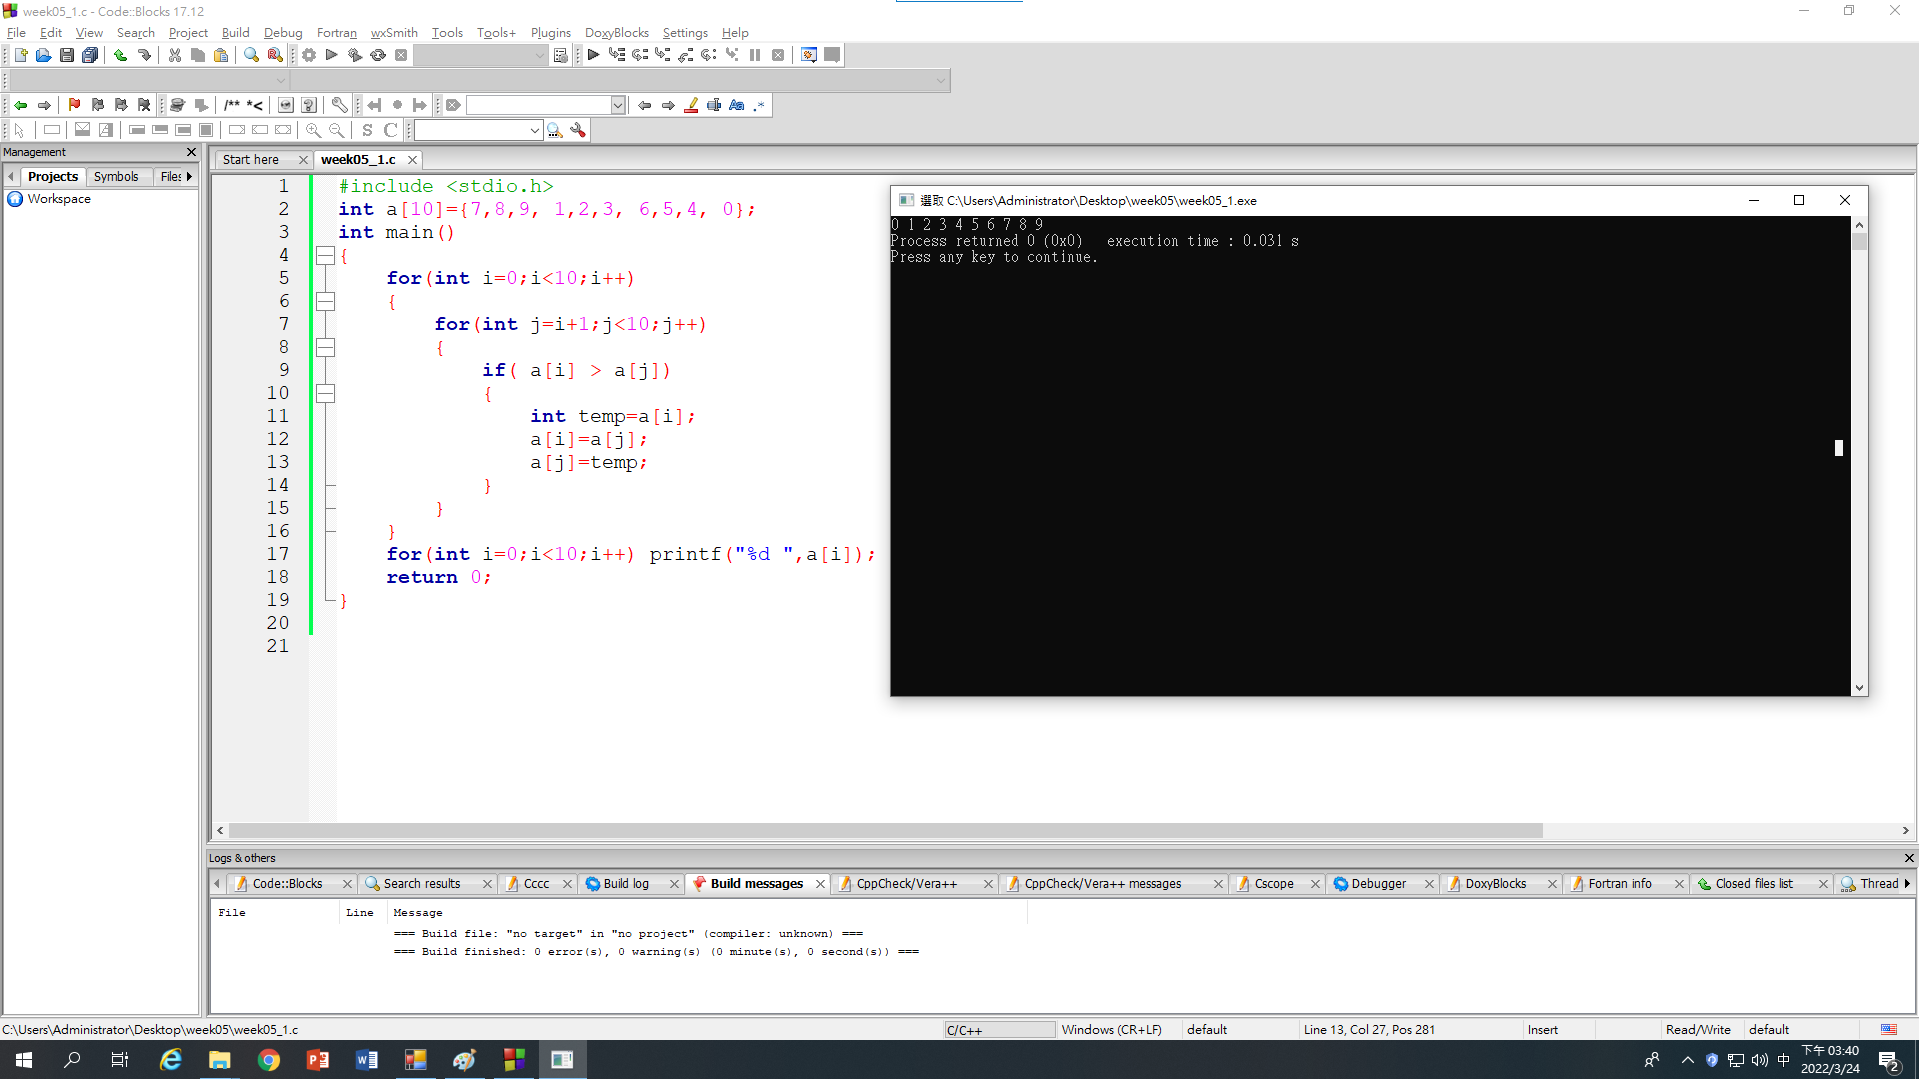 week05_1.c - Code::Blocks 17.12
File Edit View Search Project Build Debug Fortran wxSmith Tools Tools+ Plugins DoxyBlocks Settings Help
/** *<
Aa .*
S C
Management
Projects Symbols Files
Workspace
Start here week05_1.c
1 #include <stdio.h>
2 int a[10]={7,8,9, 1,2,3, 6,5,4, 0};
3 int main()
4 {
5 for(int i=0;i<10;i++)
6 {
7 for(int j=i+1;j<10;j++)
8 {
9 if( a[i] > a[j])
10 {
11 int temp=a[i];
12 a[i]=a[j];
13 a[j]=temp;
14 }
15 }
16 }
17 for(int i=0;i<10;i++) printf("%d ",a[i]);
18 return 0;
19 }
20
21
選取 C:\Users\Administrator\Desktop\week05\week05_1.exe
0 1 2 3 4 5 6 7 8 9
Process returned 0 (0x0) execution time : 0.031 s
Press any key to continue.
Logs & others
Code::Blocks Search results Cccc Build log Build messages CppCheck/Vera++ CppCheck/Vera++ messages Cscope Debugger DoxyBlocks Fortran info Closed files list Thread
File Line Message
=== Build file: "no target" in "no project" (compiler: unknown) ===
=== Build finished: 0 error(s), 0 warning(s) (0 minute(s), 0 second(s)) ===
C:\Users\Administrator\Desktop\week05\week05_1.c C/C++ Windows (CR+LF) default Line 13, Col 27, Pos 281 Insert Read/Write default
中 下午 03:40
2022/3/24
2